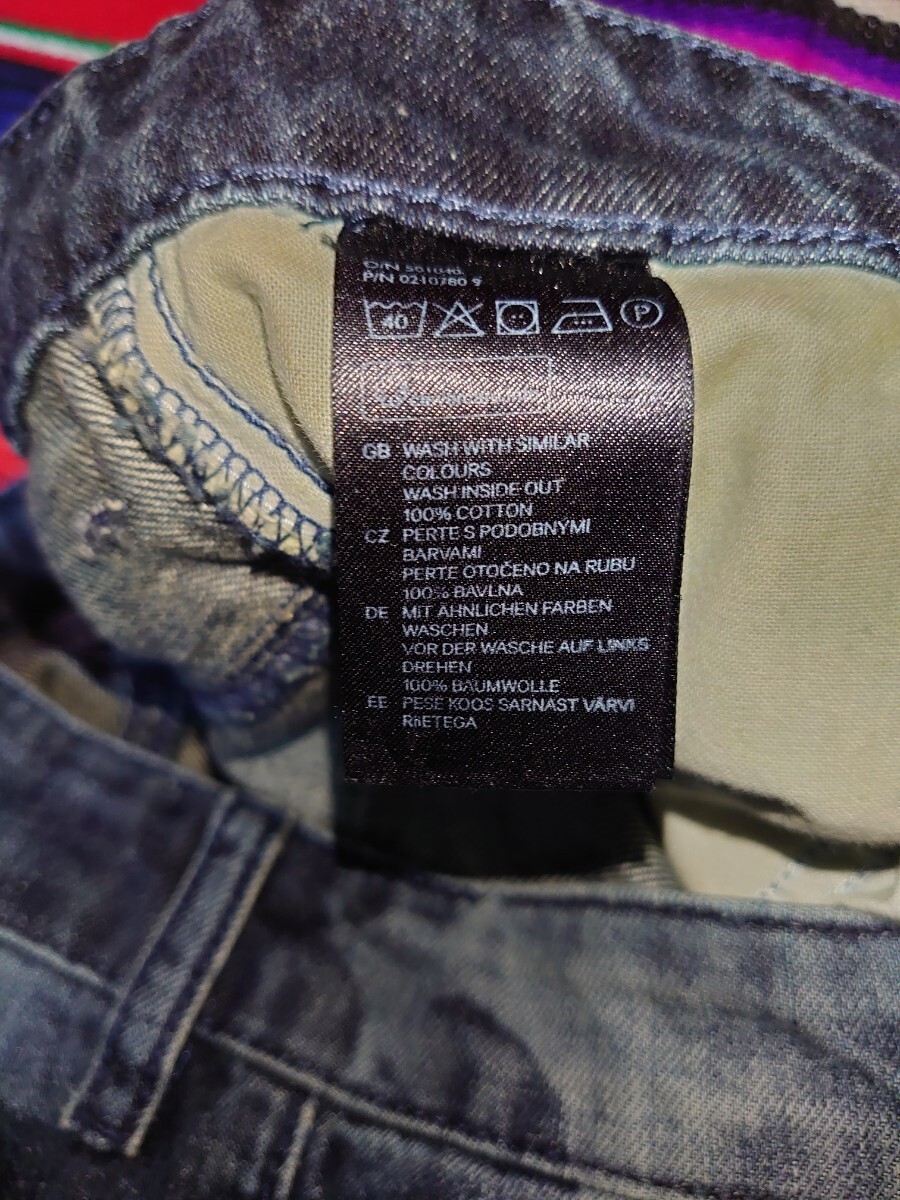 P/N 0210780 9
40
P
GB WASH WITH SIMILAR
COLOURS
WASH INSIDE OUT
100% COTTON
CZ PERTE S PODOBNYMI
BARVAMI
PERTE OTOČENO NA RUBU
100% BAVLNA
DE MIT ÄHNLICHEN FARBEN
WASCHEN
VOR DER WÄSCHE AUF LINKS
DREHEN
100% BAUMWOLLE
EE PESE KOOS SARNAST VÄRVI
RIIETEGA